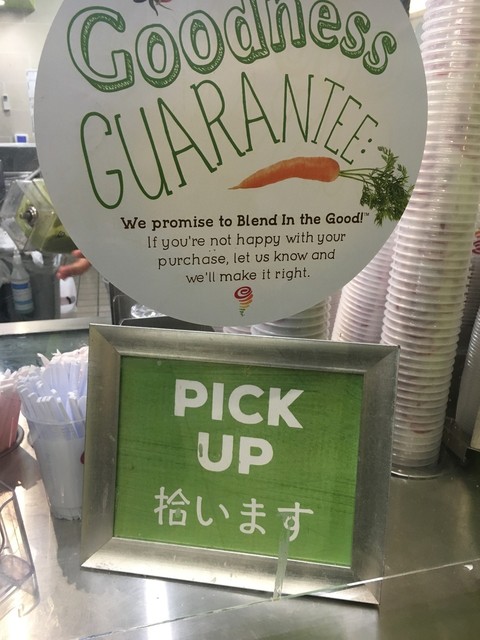 Goodness
GUARANTEE:
We promise to Blend In the Good!™
If you're not happy with your
purchase, let us know and
we'll make it right.
PICK
UP
拾います